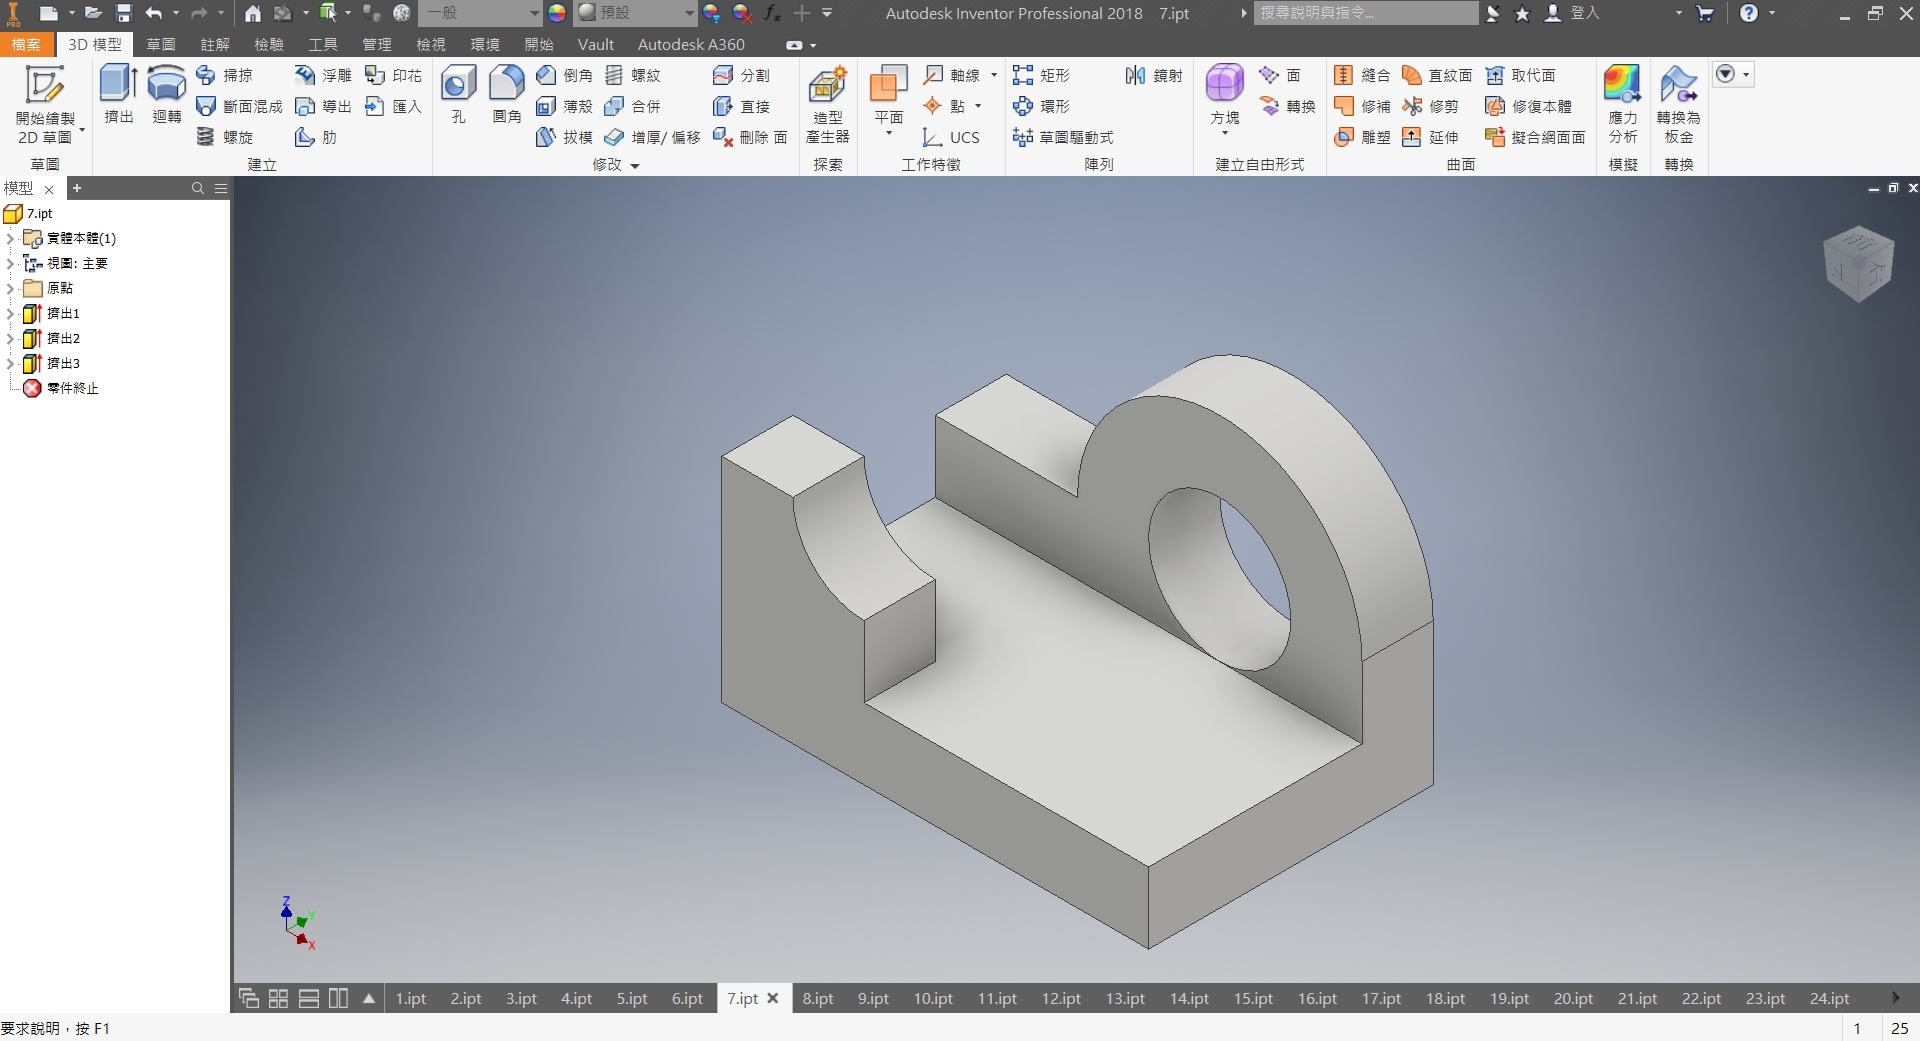 PRO 一般 預設 fx Autodesk Inventor Professional 2018 7.ipt 搜尋說明與指令... 登入
檔案 3D 模型 草圖 註解 檢驗 工具 管理 檢視 環境 開始 Vault Autodesk A360
開始繪製
2D 草圖
草圖
擠出 迴轉 掃掠 浮雕 印花
斷面混成 導出 匯入
螺旋 肋
建立
孔 圓角 倒角 螺紋 分割
薄殼 合併 直接
拔模 增厚/ 偏移 刪除 面
修改
造型
產生器
探索
平面 軸線
點
UCS
工作特徵
矩形 鏡射
環形
草圖驅動式
陣列
方塊 面
轉換
建立自由形式
縫合 直紋面 取代面
修補 修剪 修復本體
雕塑 延伸 擬合網面面
曲面
應力
分析
模擬
轉換為
板金
轉換
模型
7.ipt
實體本體(1)
視圖: 主要
原點
擠出1
擠出2
擠出3
零件終止
Z
Y
X
1.ipt 2.ipt 3.ipt 4.ipt 5.ipt 6.ipt 7.ipt 8.ipt 9.ipt 10.ipt 11.ipt 12.ipt 13.ipt 14.ipt 15.ipt 16.ipt 17.ipt 18.ipt 19.ipt 20.ipt 21.ipt 22.ipt 23.ipt 24.ipt
要求說明，按 F1 1 25